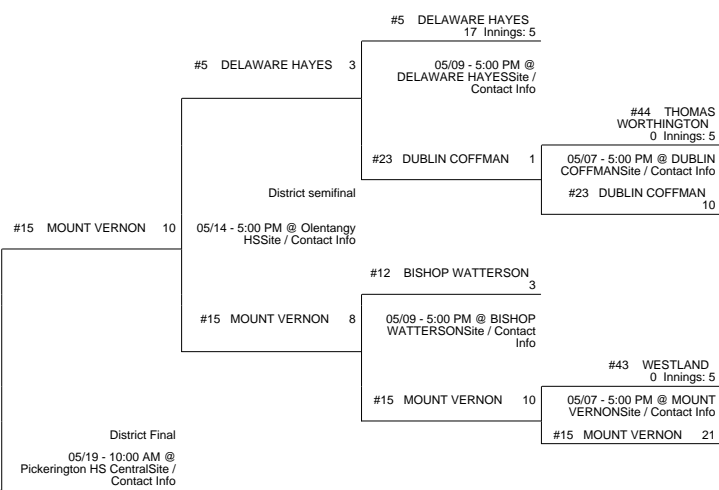 #5 DELAWARE HAYES
17 Innings: 5
#5 DELAWARE HAYES 3
05/09 - 5:00 PM @
DELAWARE HAYESSite /
Contact Info
#44 THOMAS
WORTHINGTON
0 Innings: 5
#23 DUBLIN COFFMAN 1
05/07 - 5:00 PM @ DUBLIN
COFFMANSite / Contact Info
#23 DUBLIN COFFMAN
10
District semifinal
#15 MOUNT VERNON 10
05/14 - 5:00 PM @ Olentangy
HSSite / Contact Info
#12 BISHOP WATTERSON
3
#15 MOUNT VERNON 8
05/09 - 5:00 PM @ BISHOP
WATTERSONSite / Contact
Info
#43 WESTLAND
0 Innings: 5
#15 MOUNT VERNON 10
05/07 - 5:00 PM @ MOUNT
VERNONSite / Contact Info
#15 MOUNT VERNON 21
District Final
05/19 - 10:00 AM @
Pickerington HS CentralSite /
Contact Info